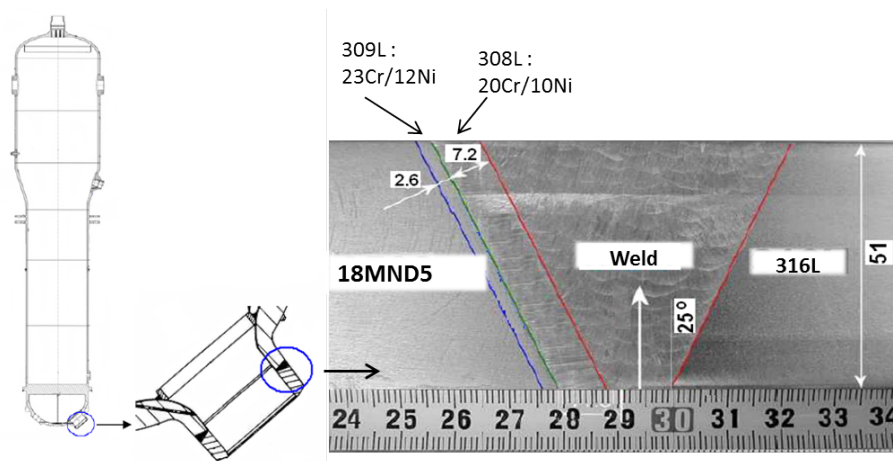 309L :
23Cr/12Ni
308L :
20Cr/10Ni
7.2
2.6
18MND5
Weld
316L
51
25°
24 25 26 27 28 29 30 31 32 33 34